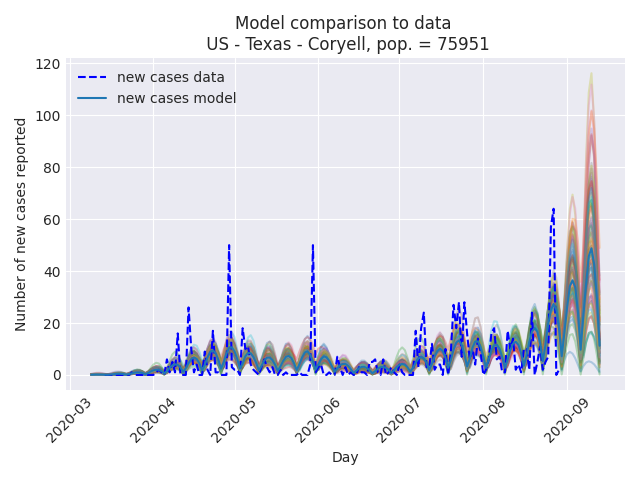 Model comparison to data
US - Texas - Coryell, pop. = 75951
new cases data
new cases model
Number of new cases reported
120
100
80
60
40
20
0
2020-03
2020-04
2020-05
2020-06
2020-07
2020-08
2020-09
Day